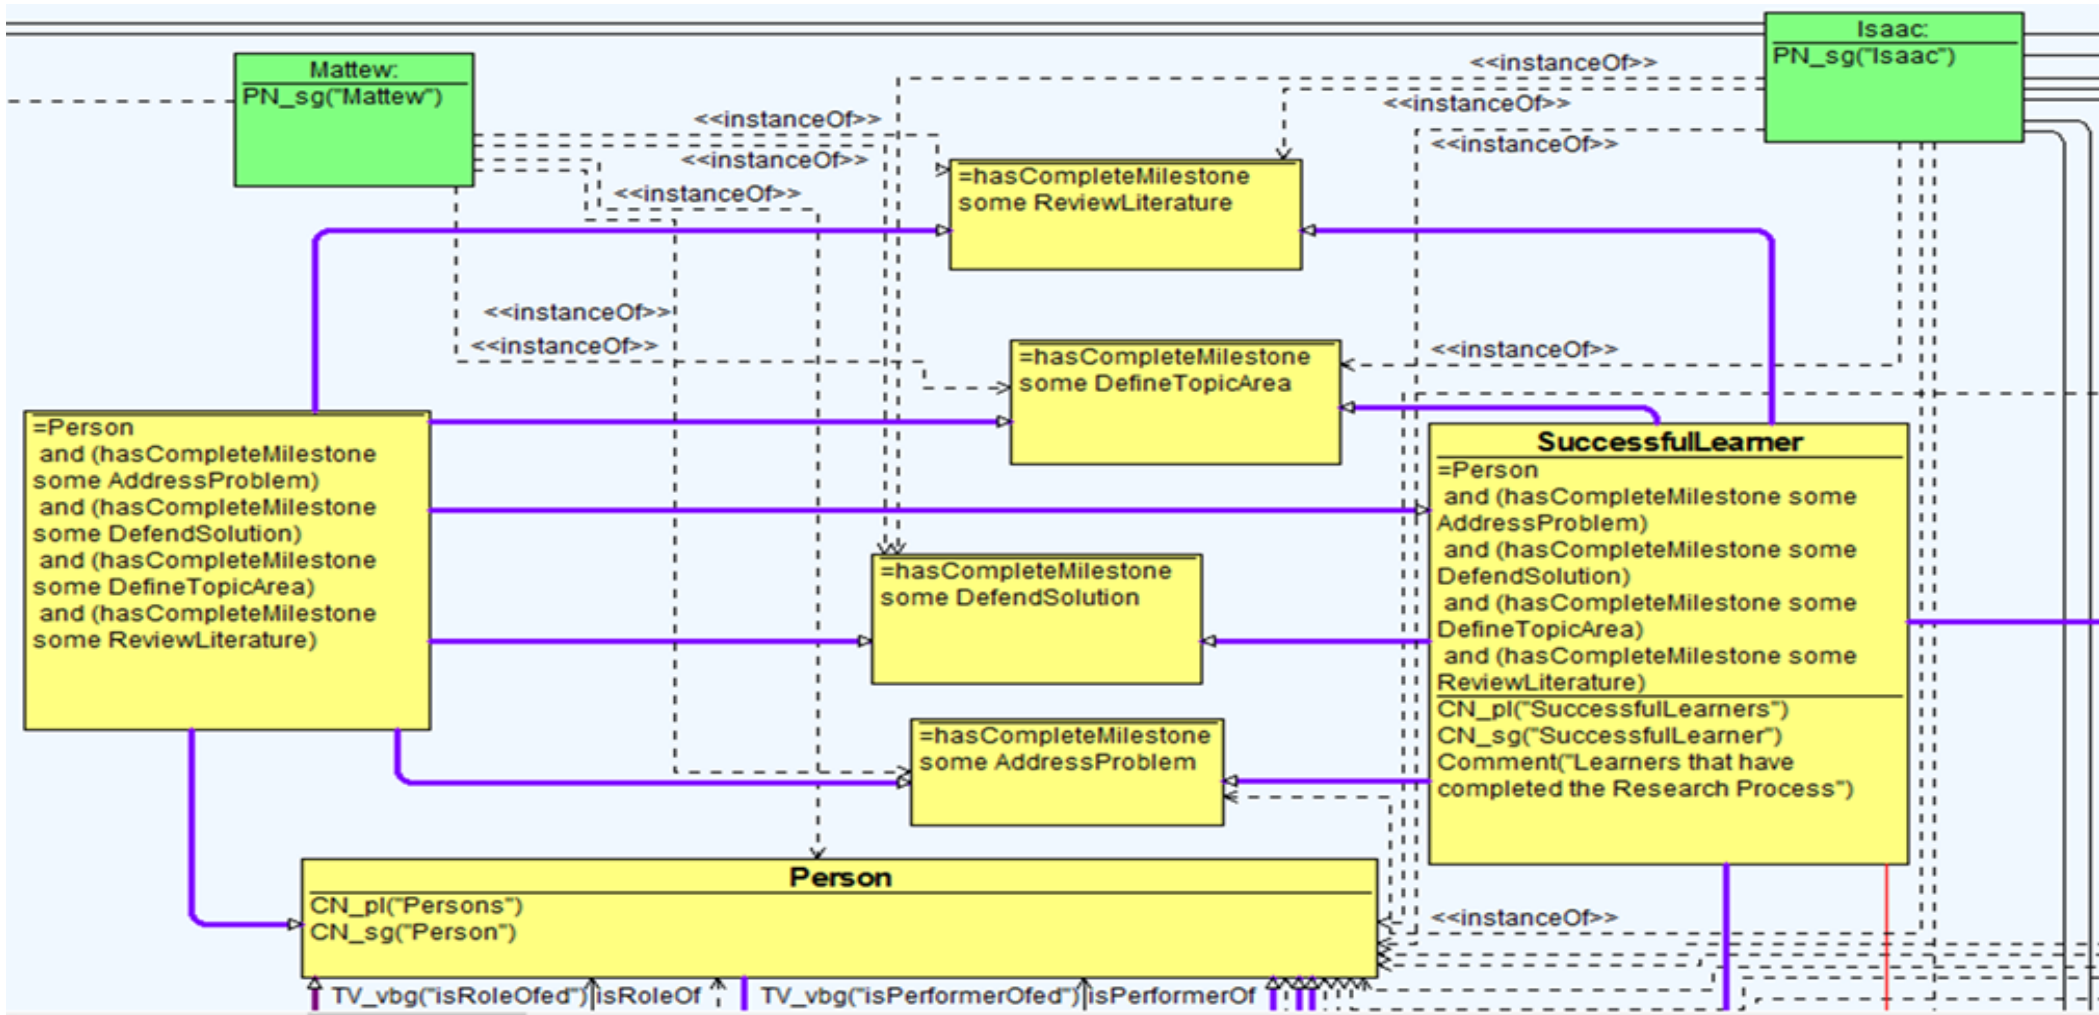 Isaac:
PN_sg("Isaac")
Mattew:
PN_sg("Mattew")
<<instanceOf>>
<<instanceOf>>
<<instanceOf>>
<<instanceOf>>
<<instanceOf>>
<<instanceOf>>
=hasCompleteMilestone
some ReviewLiterature
<<instanceOf>>
<<instanceOf>>
<<instanceOf>>
=hasCompleteMilestone
some DefineTopicArea
=Person
and (hasCompleteMilestone
some AddressProblem)
and (hasCompleteMilestone
some DefendSolution)
and (hasCompleteMilestone
some DefineTopicArea)
and (hasCompleteMilestone
some ReviewLiterature)
SuccessfulLearner
=Person
and (hasCompleteMilestone some
AddressProblem)
and (hasCompleteMilestone some
DefendSolution)
and (hasCompleteMilestone some
DefineTopicArea)
and (hasCompleteMilestone some
ReviewLiterature)
CN_pl("SuccessfulLearners")
CN_sg("SuccessfulLearner")
Comment("Learners that have
completed the Research Process")
=hasCompleteMilestone
some DefendSolution
=hasCompleteMilestone
some AddressProblem
Person
CN_pl("Persons")
CN_sg("Person")
<<instanceOf>>
TV_vbg("isRoleOfed") isRoleOf
TV_vbg("isPerformerOfed") isPerformerOf